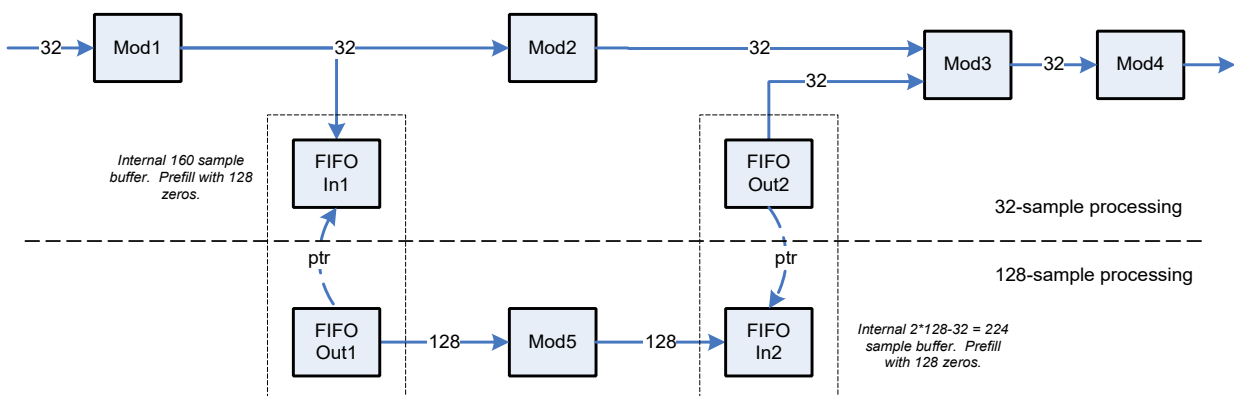 32
Mod1
32
Mod2
32
Mod3
32
Mod4
32
Internal 160 sample
buffer. Prefill with 128
zeros.
FIFO
In1
FIFO
Out2
32-sample processing
ptr
ptr
128-sample processing
FIFO
Out1
128
Mod5
128
FIFO
In2
Internal 2*128-32 = 224
sample buffer. Prefill
with 128 zeros.